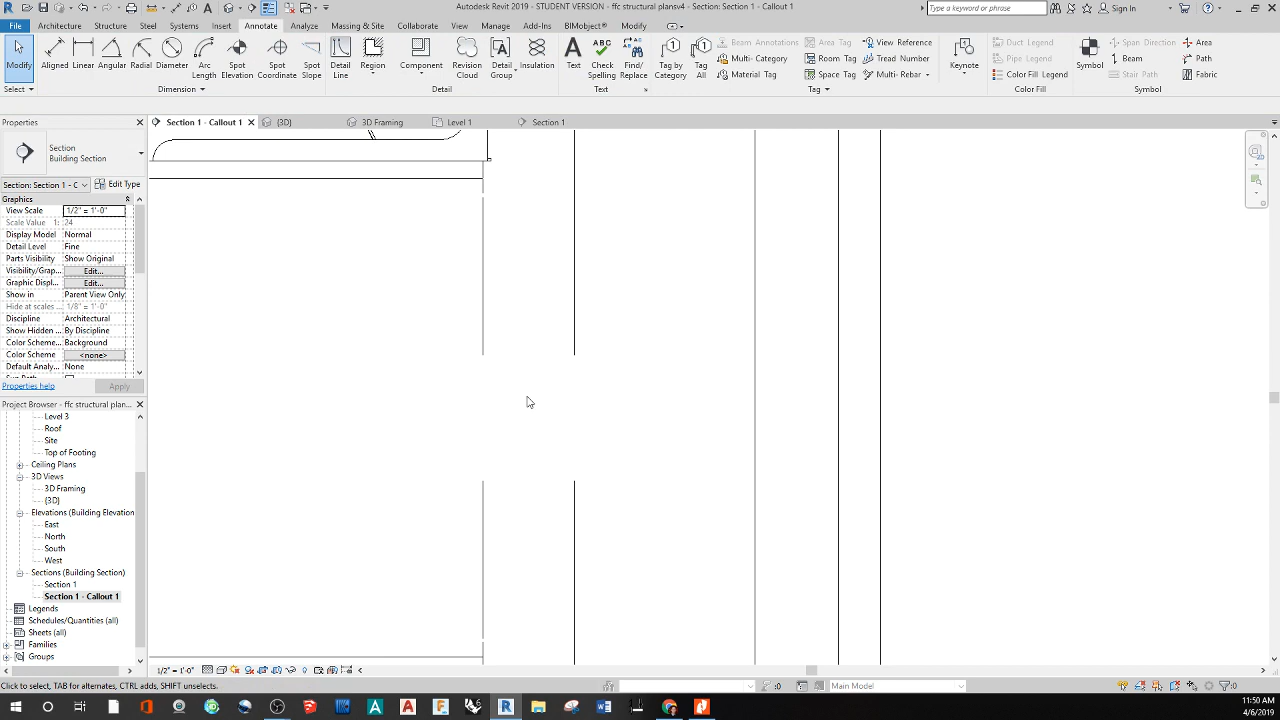 Autodesk Revit 2019 - STUDENT VERSION - ffc structural plansv4 - Section: Section 1 - Callout 1
Type a keyword or phrase
Sign In
File Architecture Structure Steel Systems Insert Annotate Analyze Massing & Site Collaborate View Manage Add-Ins BIMobject® Modify
Modify Aligned Linear Angular Radial Diameter Arc Length Spot Elevation Spot Coordinate Spot Slope Detail Line Region Component Revision Cloud Detail Group Insulation Text Check Spelling Find/ Replace Tag by Category Tag All
Beam Annotations Area Tag View Reference
Multi-Category Room Tag Tread Number
Material Tag Space Tag Multi-Rebar
Keynote
Duct Legend
Pipe Legend
Color Fill Legend
Symbol
Span Direction Area
Beam Path
Stair Path Fabric
Select Dimension Detail Text Tag Color Fill Symbol
Properties
Section 1 - Callout 1 {3D} 3D Framing Level 1 Section 1
Section
Building Section
Section: Section 1 - C Edit Type
Graphics
View Scale 1/2" = 1'-0"
Scale Value 1: 24
Display Model Normal
Detail Level Fine
Parts Visibility Show Original
Visibility/Grap... Edit...
Graphic Displ... Edit...
Show in Parent View Only
Hide at scales ... 1/8" = 1'-0"
Discipline Architectural
Show Hidden ... By Discipline
Color Scheme... Background
Color Scheme <none>
Default Analy... None
Properties help Apply
Project Browser - ffc structural plan...
Level 3
Roof
Site
Top of Footing
Ceiling Plans
3D Views
3D Framing
{3D}
Elevations (Building Elevation
East
North
South
West
Sections (Building Section)
Section 1
Section 1 - Callout 1
Legends
Schedules/Quantities (all)
Sheets (all)
Families
Groups
1/2" = 1'-0"
Click to select, TAB for alternates, CTRL adds, SHIFT unselects.
:0
Main Model
:0
11:50 AM
4/6/2019